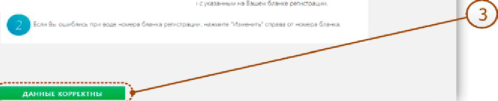 с указанным на Вашем бланке регистрации.
2 Если Вы ошиблись при вводе номера бланка регистрации, нажмите "Изменить" справа от номера бланка.
3
ДАННЫЕ КОРРЕКТНЫ